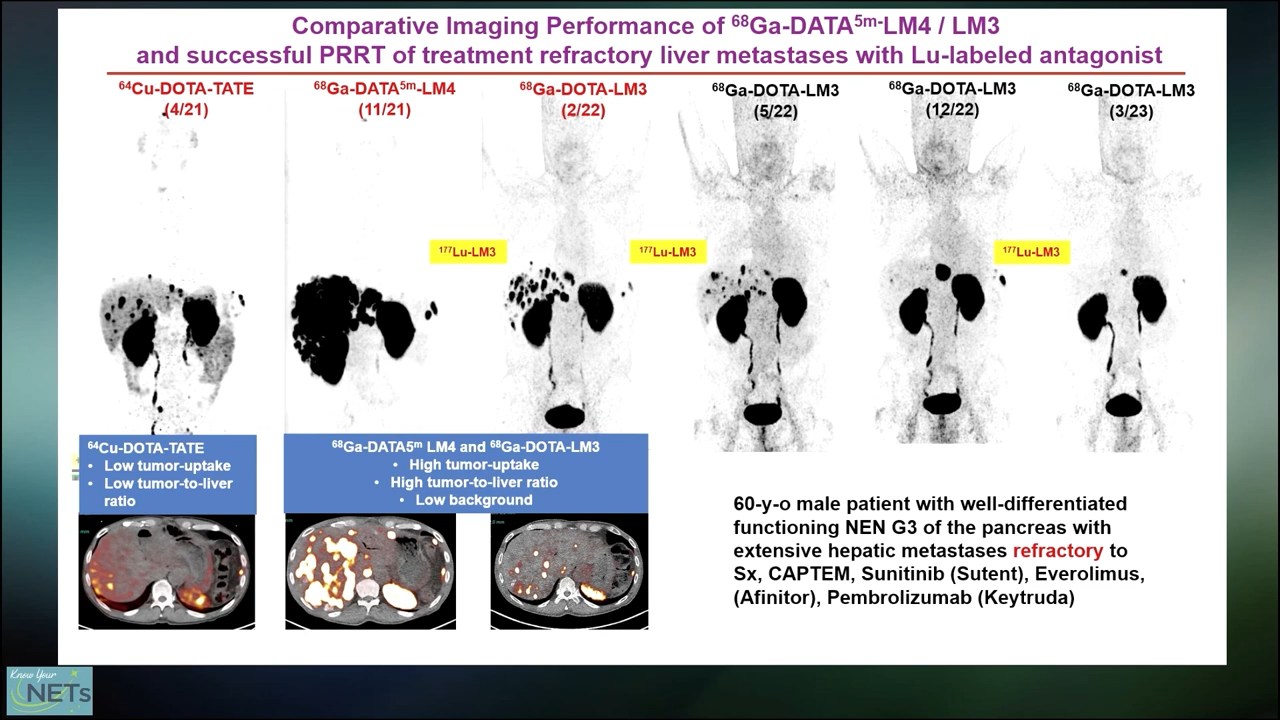 Comparative Imaging Performance of ⁶⁸Ga-DATA⁵ᵐ-LM4 / LM3
and successful PRRT of treatment refractory liver metastases with Lu-labeled antagonist
⁶⁴Cu-DOTA-TATE
(4/21)
⁶⁸Ga-DATA⁵ᵐ-LM4
(11/21)
⁶⁸Ga-DOTA-LM3
(2/22)
⁶⁸Ga-DOTA-LM3
(5/22)
⁶⁸Ga-DOTA-LM3
(12/22)
⁶⁸Ga-DOTA-LM3
(3/23)
¹⁷⁷Lu-LM3
¹⁷⁷Lu-LM3
¹⁷⁷Lu-LM3
⁶⁴Cu-DOTA-TATE
• Low tumor-uptake
• Low tumor-to-liver
ratio
⁶⁸Ga-DATA5ᵐ LM4 and ⁶⁸Ga-DOTA-LM3
• High tumor-uptake
• High tumor-to-liver ratio
• Low background
60-y-o male patient with well-differentiated
functioning NEN G3 of the pancreas with
extensive hepatic metastases refractory to
Sx, CAPTEM, Sunitinib (Sutent), Everolimus,
(Afinitor), Pembrolizumab (Keytruda)
Know Your
NETs